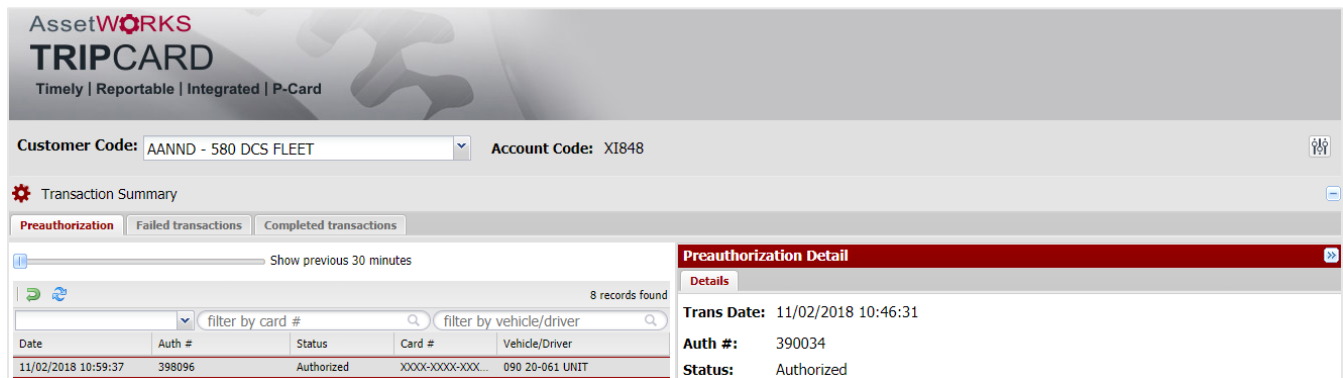 AssetWORKS
TRIPCARD
Timely | Reportable | Integrated | P-Card
Customer Code: AANND - 580 DCS FLEET Account Code: XI848
Transaction Summary
Preauthorization Failed transactions Completed transactions
Show previous 30 minutes
8 records found
filter by card # filter by vehicle/driver
Date Auth # Status Card # Vehicle/Driver
11/02/2018 10:59:37 398096 Authorized XXXX-XXXX-XXX... 090 20-061 UNIT
Preauthorization Detail
Details
Trans Date: 11/02/2018 10:46:31
Auth #: 390034
Status: Authorized